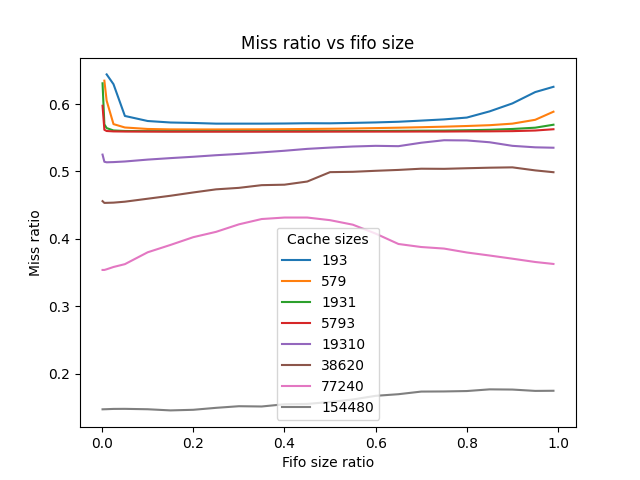 Miss ratio vs fifo size
Miss ratio
0.6
0.5
0.4
0.3
0.2
Cache sizes
193
579
1931
5793
19310
38620
77240
154480
0.0 0.2 0.4 0.6 0.8 1.0
Fifo size ratio